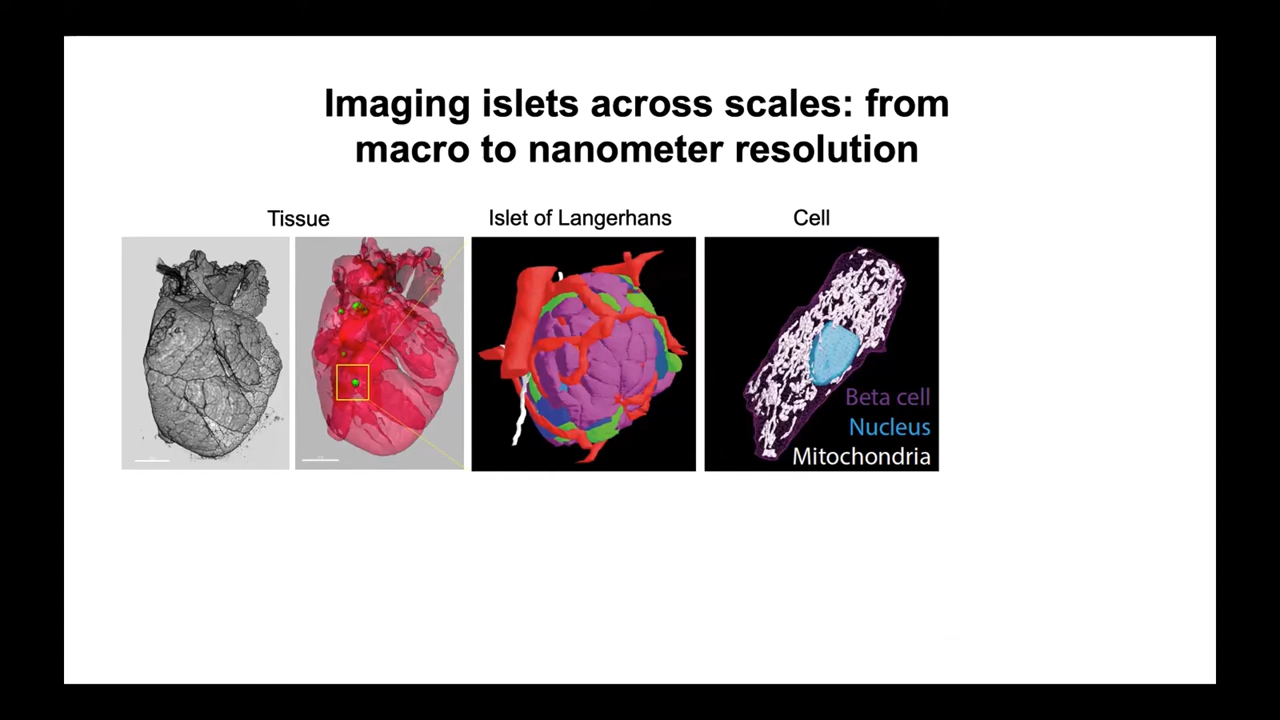 Imaging islets across scales: from
macro to nanometer resolution
Tissue
Islet of Langerhans
Cell
Beta cell
Nucleus
Mitochondria